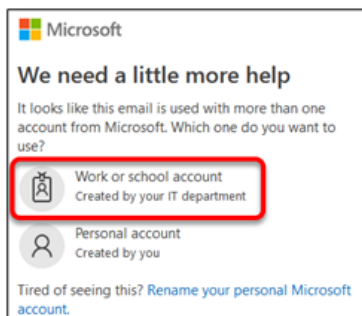 Microsoft
We need a little more help
It looks like this email is used with more than one
account from Microsoft. Which one do you want to
use?
Work or school account
Created by your IT department
Personal account
Created by you
Tired of seeing this? Rename your personal Microsoft
account.